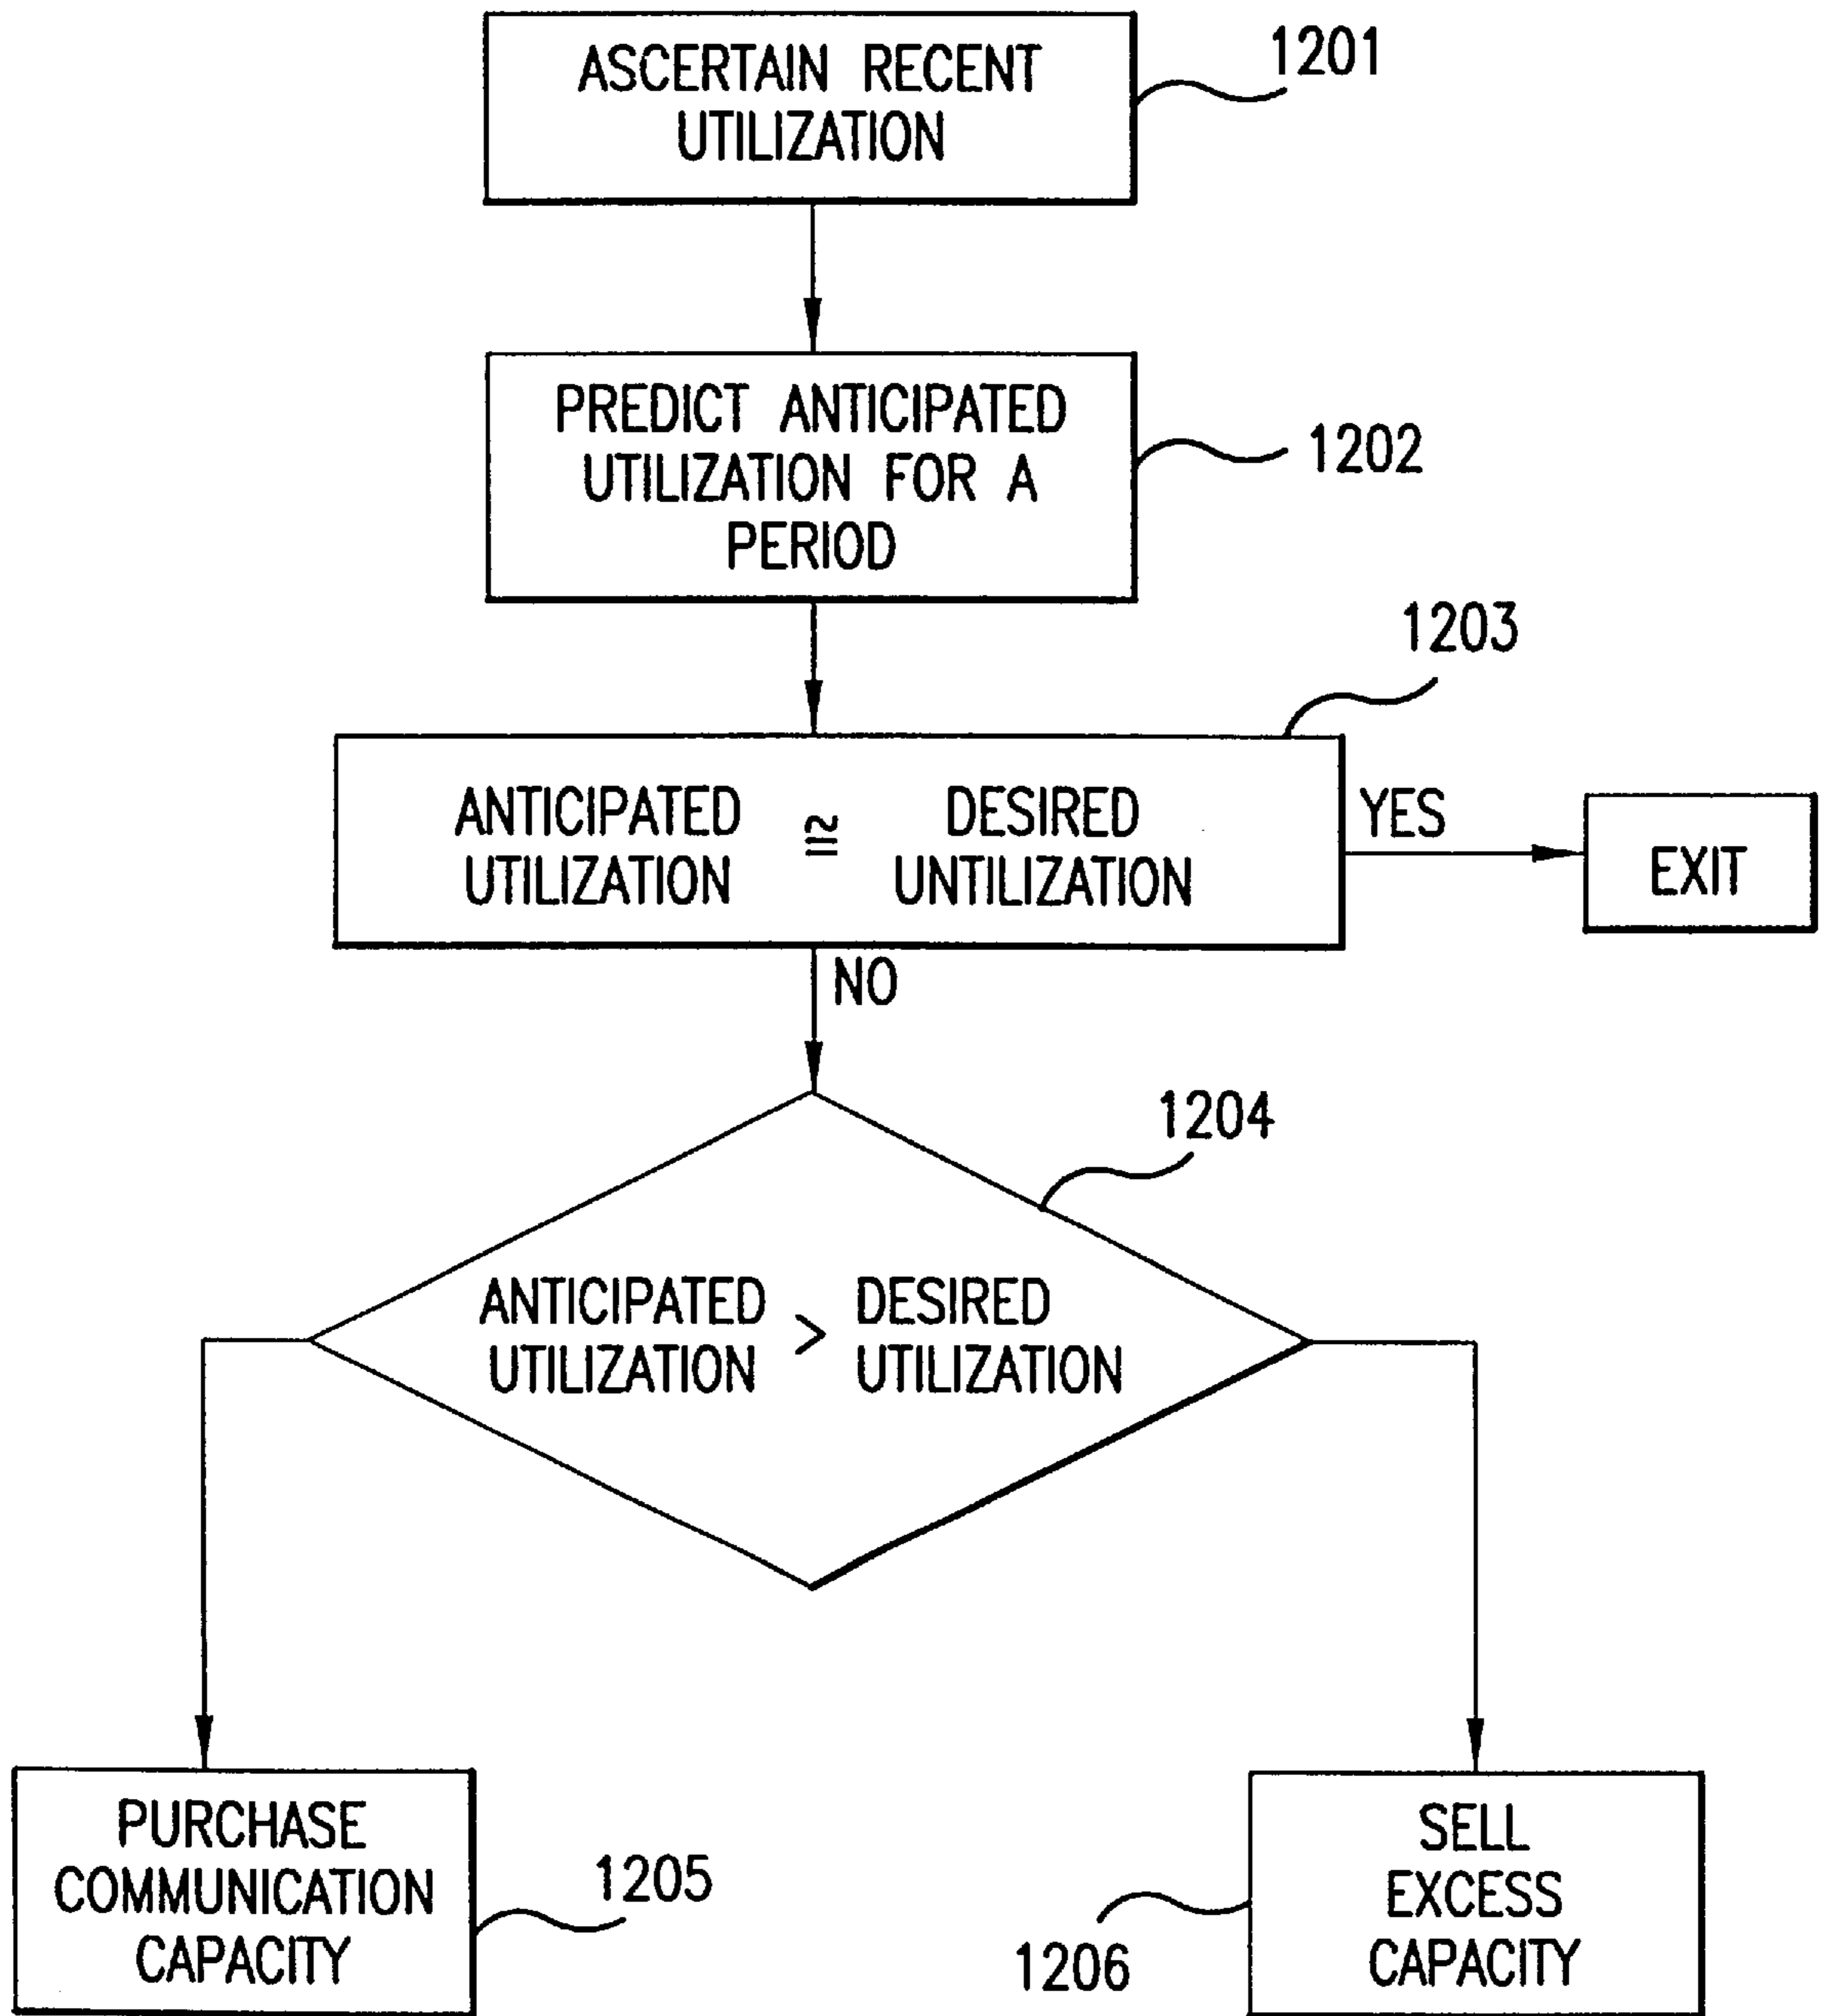 ASCERTAIN RECENT
UTILIZATION
1201
PREDICT ANTICIPATED
UTILIZATION FOR A
PERIOD
1202
1203
ANTICIPATED ≅ DESIRED
UTILIZATION UNTILIZATION
YES
EXIT
NO
1204
ANTICIPATED > DESIRED
UTILIZATION UTILIZATION
PURCHASE
COMMUNICATION
CAPACITY
1205
SELL
EXCESS
CAPACITY
1206